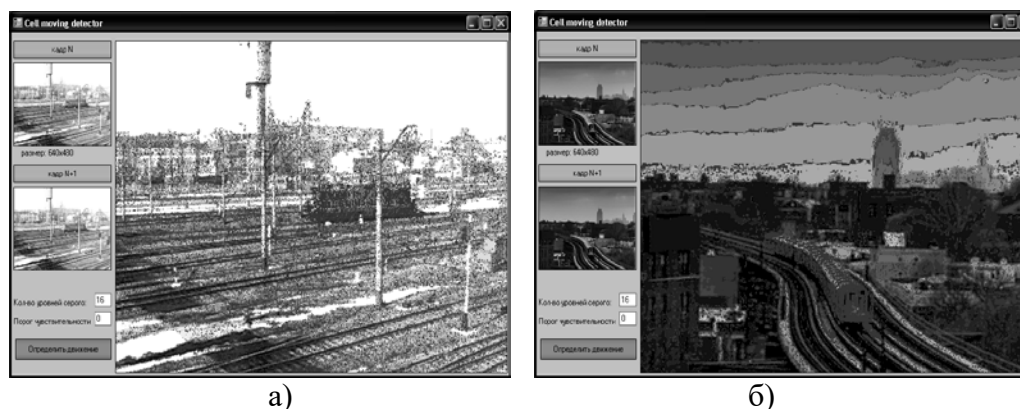 Cell moving detector
кадр N
размер: 640x480
кадр N+1
Кол-во уровней серого: 16
Порог чувствительности 0
Определить движение
а)
Cell moving detector
кадр N
размер: 640x480
кадр N+1
Кол-во уровней серого: 16
Порог чувствительности 0
Определить движение
б)